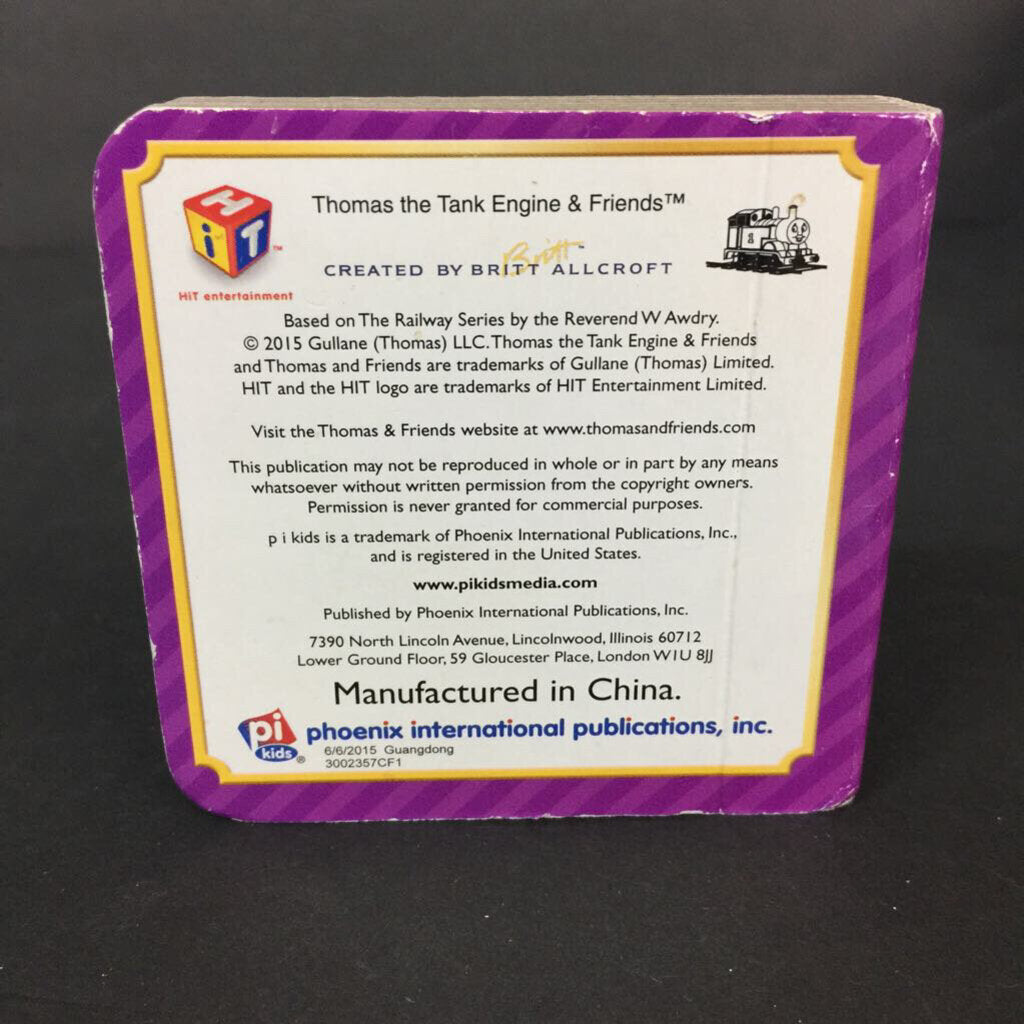 HiT™
HiT entertainment
Thomas the Tank Engine & Friends™
Britt™
CREATED BY BRITT ALLCROFT
1
Based on The Railway Series by the Reverend W Awdry.
© 2015 Gullane (Thomas) LLC. Thomas the Tank Engine & Friends
and Thomas and Friends are trademarks of Gullane (Thomas) Limited.
HIT and the HIT logo are trademarks of HIT Entertainment Limited.
Visit the Thomas & Friends website at www.thomasandfriends.com
This publication may not be reproduced in whole or in part by any means
whatsoever without written permission from the copyright owners.
Permission is never granted for commercial purposes.
p i kids is a trademark of Phoenix International Publications, Inc.,
and is registered in the United States.
www.pikidsmedia.com
Published by Phoenix International Publications, Inc.
7390 North Lincoln Avenue, Lincolnwood, Illinois 60712
Lower Ground Floor, 59 Gloucester Place, London W1U 8JJ
Manufactured in China.
pi kids®
phoenix international publications, inc.
6/6/2015 Guangdong
3002357CF1